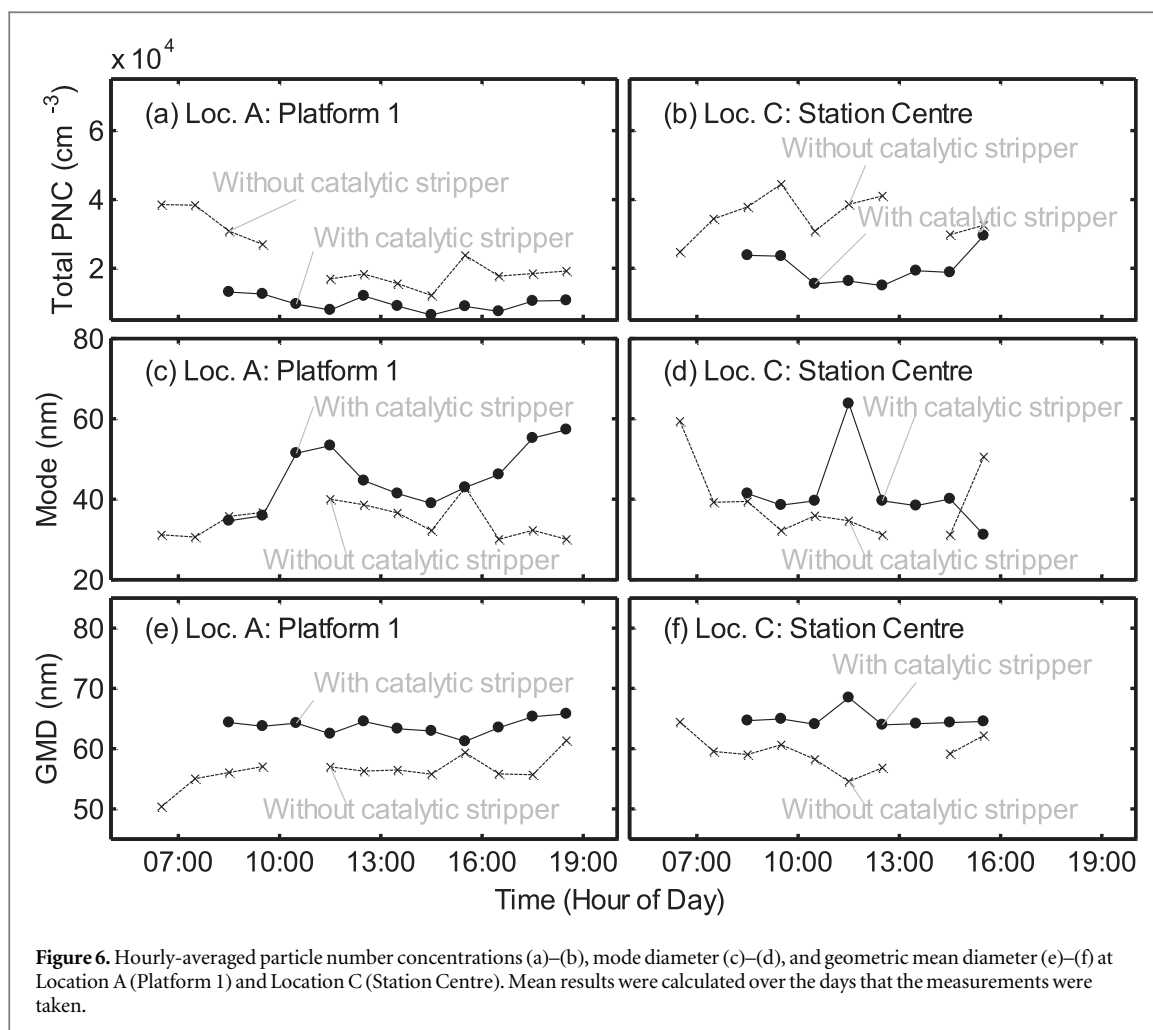 x 10⁴
Total PNC (cm⁻³)
6
4
2
(a) Loc. A: Platform 1
Without catalytic stripper
With catalytic stripper
(b) Loc. C: Station Centre
Without catalytic stripper
With catalytic stripper
Mode (nm)
80
60
40
20
(c) Loc. A: Platform 1
With catalytic stripper
Without catalytic stripper
(d) Loc. C: Station Centre
With catalytic stripper
Without catalytic stripper
GMD (nm)
80
70
60
50
(e) Loc. A: Platform 1
With catalytic stripper
Without catalytic stripper
(f) Loc. C: Station Centre
With catalytic stripper
Without catalytic stripper
07:00 10:00 13:00 16:00 19:00
07:00 10:00 13:00 16:00 19:00
Time (Hour of Day)
Figure 6. Hourly-averaged particle number concentrations (a)–(b), mode diameter (c)–(d), and geometric mean diameter (e)–(f) at
Location A (Platform 1) and Location C (Station Centre). Mean results were calculated over the days that the measurements were
taken.